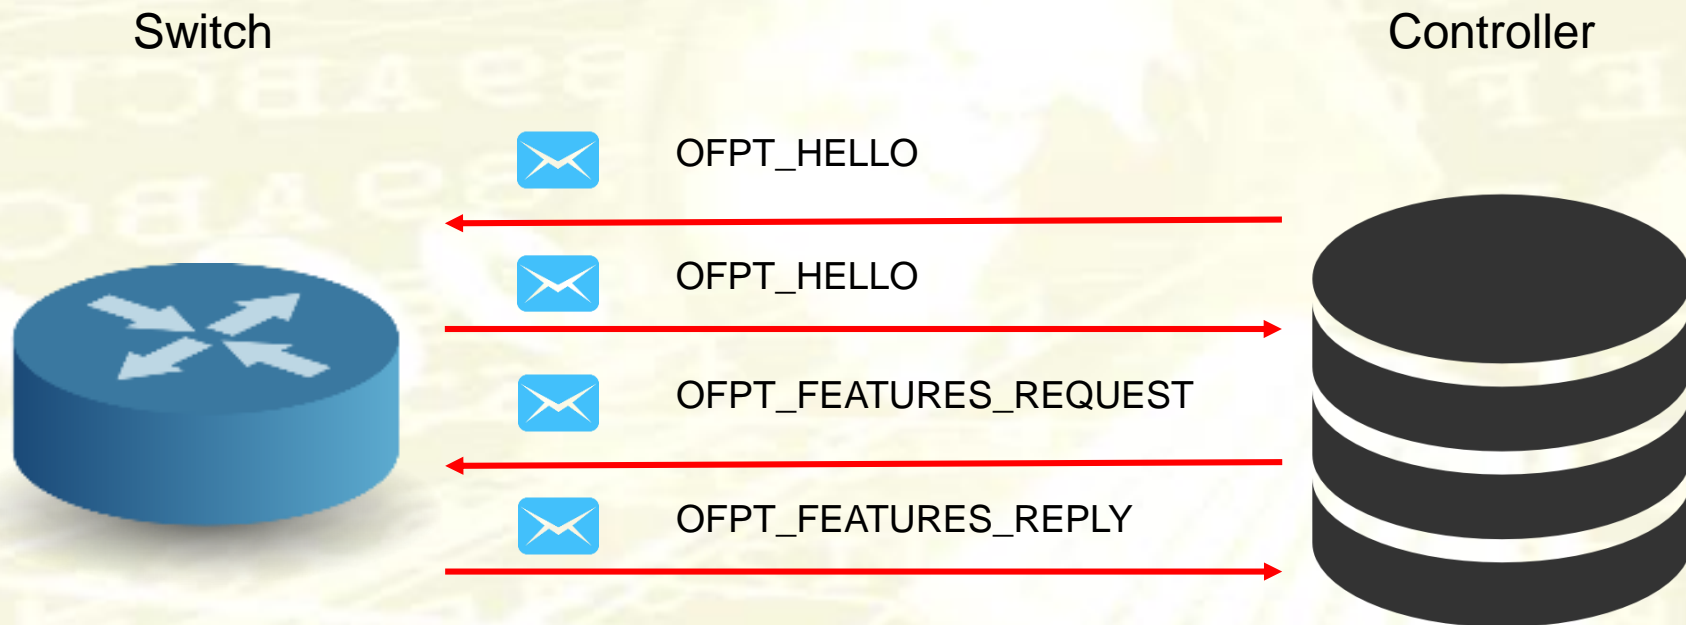 Switch
Controller
OFPT_HELLO
OFPT_HELLO
OFPT_FEATURES_REQUEST
OFPT_FEATURES_REPLY